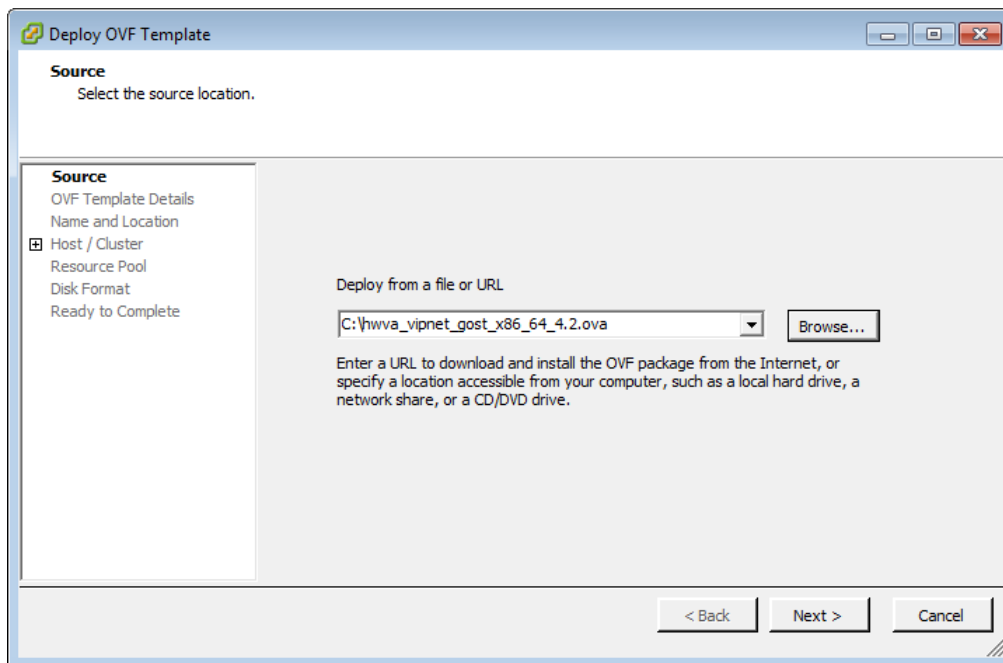 Deploy OVF Template
Source
Select the source location.
Source
OVF Template Details
Name and Location
Host / Cluster
Resource Pool
Disk Format
Ready to Complete
Deploy from a file or URL
C:\hwva_vipnet_gost_x86_64_4.2.ova
Browse...
Enter a URL to download and install the OVF package from the Internet, or
specify a location accessible from your computer, such as a local hard drive, a
network share, or a CD/DVD drive.
< Back
Next >
Cancel